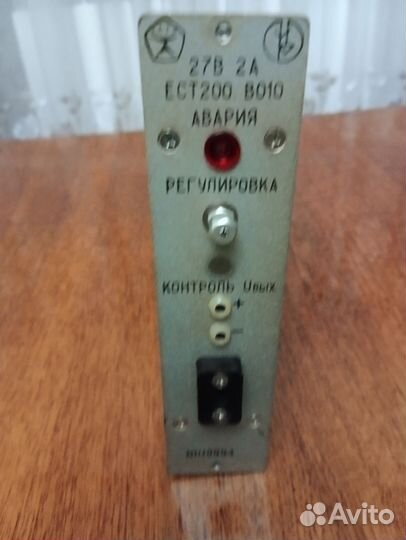 27В 2А
ЕСТ200 В010
АВАРИЯ
РЕГУЛИРОВКА
КОНТРОЛЬ Uвых
+
−
Avito